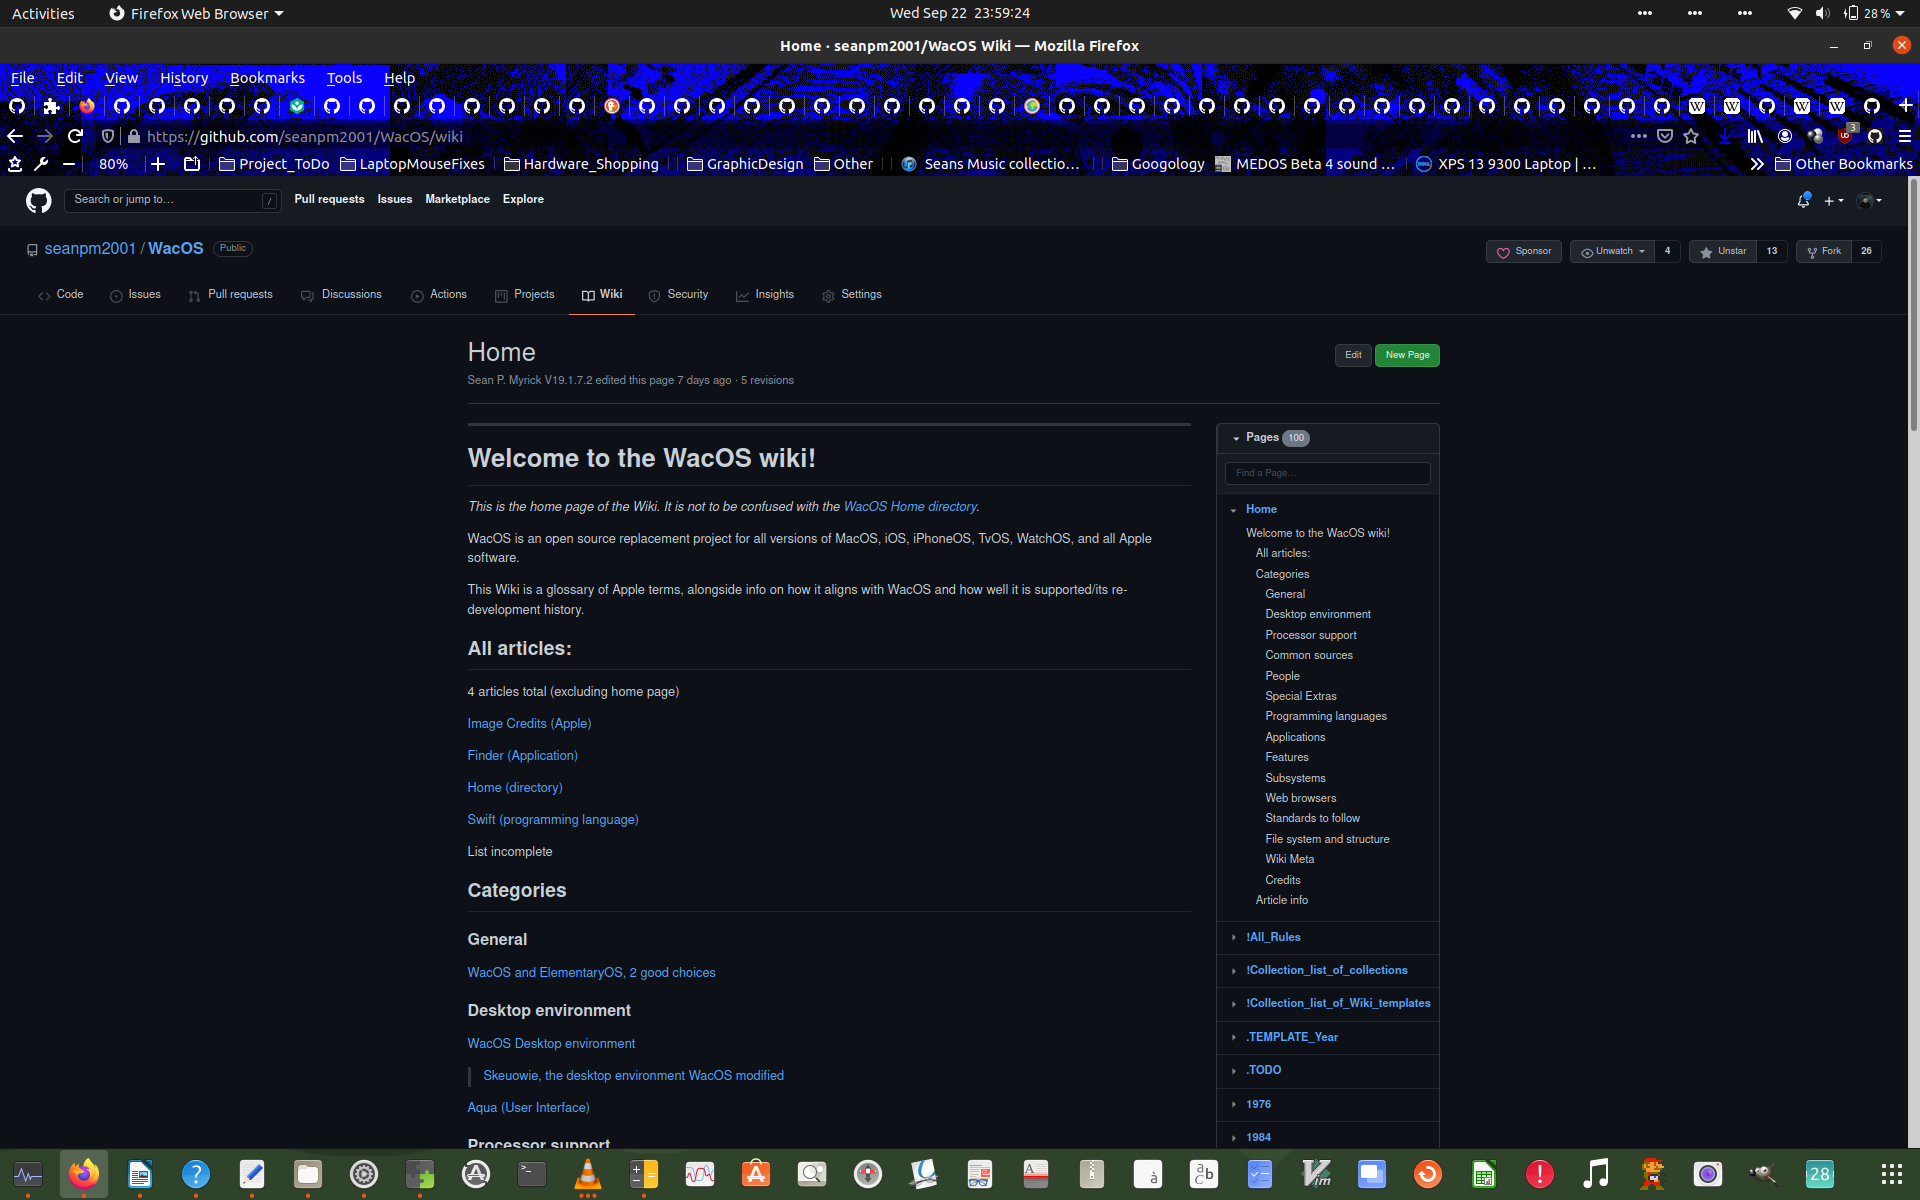 Activities Firefox Web Browser Wed Sep 22 23:59:24 28 %
Home · seanpm2001/WacOS Wiki — Mozilla Firefox
File Edit View History Bookmarks Tools Help
https://github.com/seanpm2001/WacOS/wiki 3
80% Project_ToDo LaptopMouseFixes Hardware_Shopping GraphicDesign Other Seans Music collectio… Googology MEDOS Beta 4 sound … XPS 13 9300 Laptop | … Other Bookmarks
Search or jump to… / Pull requests Issues Marketplace Explore
seanpm2001 / WacOS Public Sponsor Unwatch 4 Unstar 13 Fork 26
Code Issues Pull requests Discussions Actions Projects Wiki Security Insights Settings
Home Edit New Page
Sean P. Myrick V19.1.7.2 edited this page 7 days ago · 5 revisions
Welcome to the WacOS wiki!
This is the home page of the Wiki. It is not to be confused with the WacOS Home directory.
WacOS is an open source replacement project for all versions of MacOS, iOS, iPhoneOS, TvOS, WatchOS, and all Apple
software.
This Wiki is a glossary of Apple terms, alongside info on how it aligns with WacOS and how well it is supported/its re-
development history.
All articles:
4 articles total (excluding home page)
Image Credits (Apple)
Finder (Application)
Home (directory)
Swift (programming language)
List incomplete
Categories
General
WacOS and ElementaryOS, 2 good choices
Desktop environment
WacOS Desktop environment
Skeuowie, the desktop environment WacOS modified
Aqua (User Interface)
Processor support
Pages 100
Find a Page…
Home
Welcome to the WacOS wiki!
All articles:
Categories
General
Desktop environment
Processor support
Common sources
People
Special Extras
Programming languages
Applications
Features
Subsystems
Web browsers
Standards to follow
File system and structure
Wiki Meta
Credits
Article info
!All_Rules
!Collection_list_of_collections
!Collection_list_of_Wiki_templates
.TEMPLATE_Year
.TODO
1976
1984
28